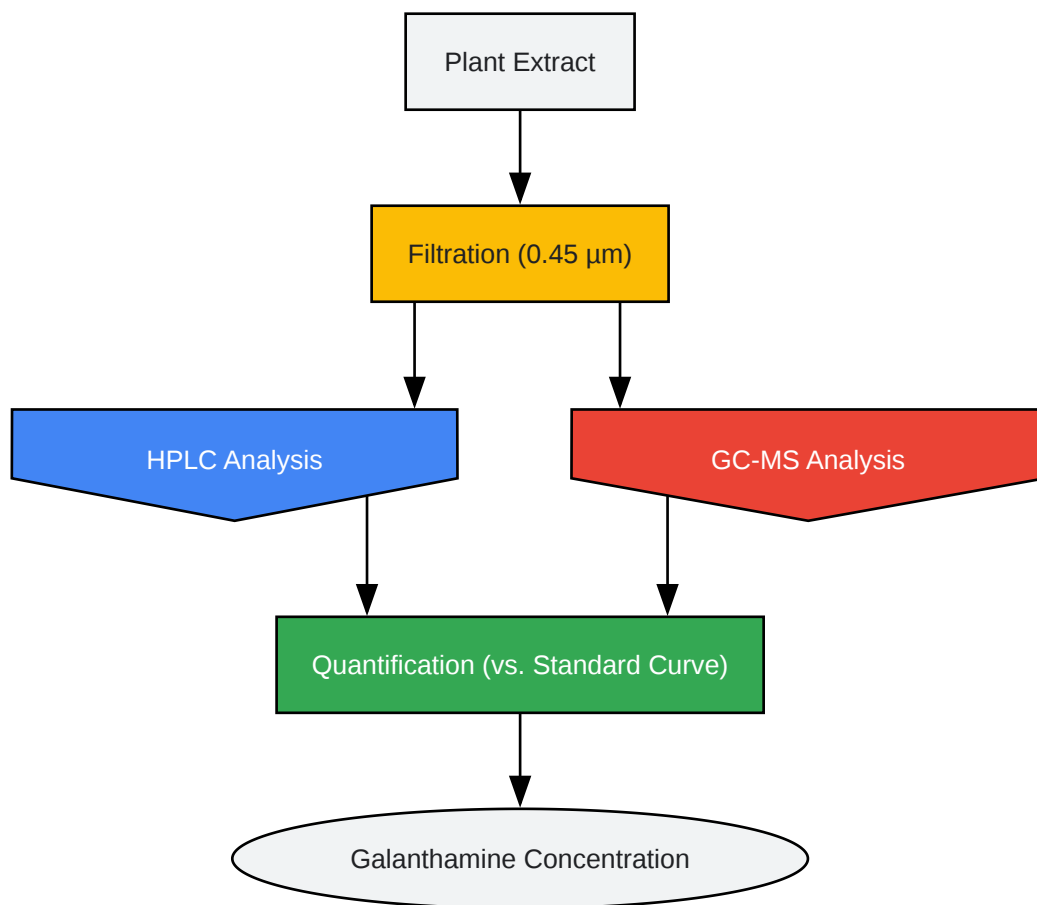 Plant Extract
Filtration (0.45 µm)
HPLC Analysis
GC-MS Analysis
Quantification (vs. Standard Curve)
Galanthamine Concentration